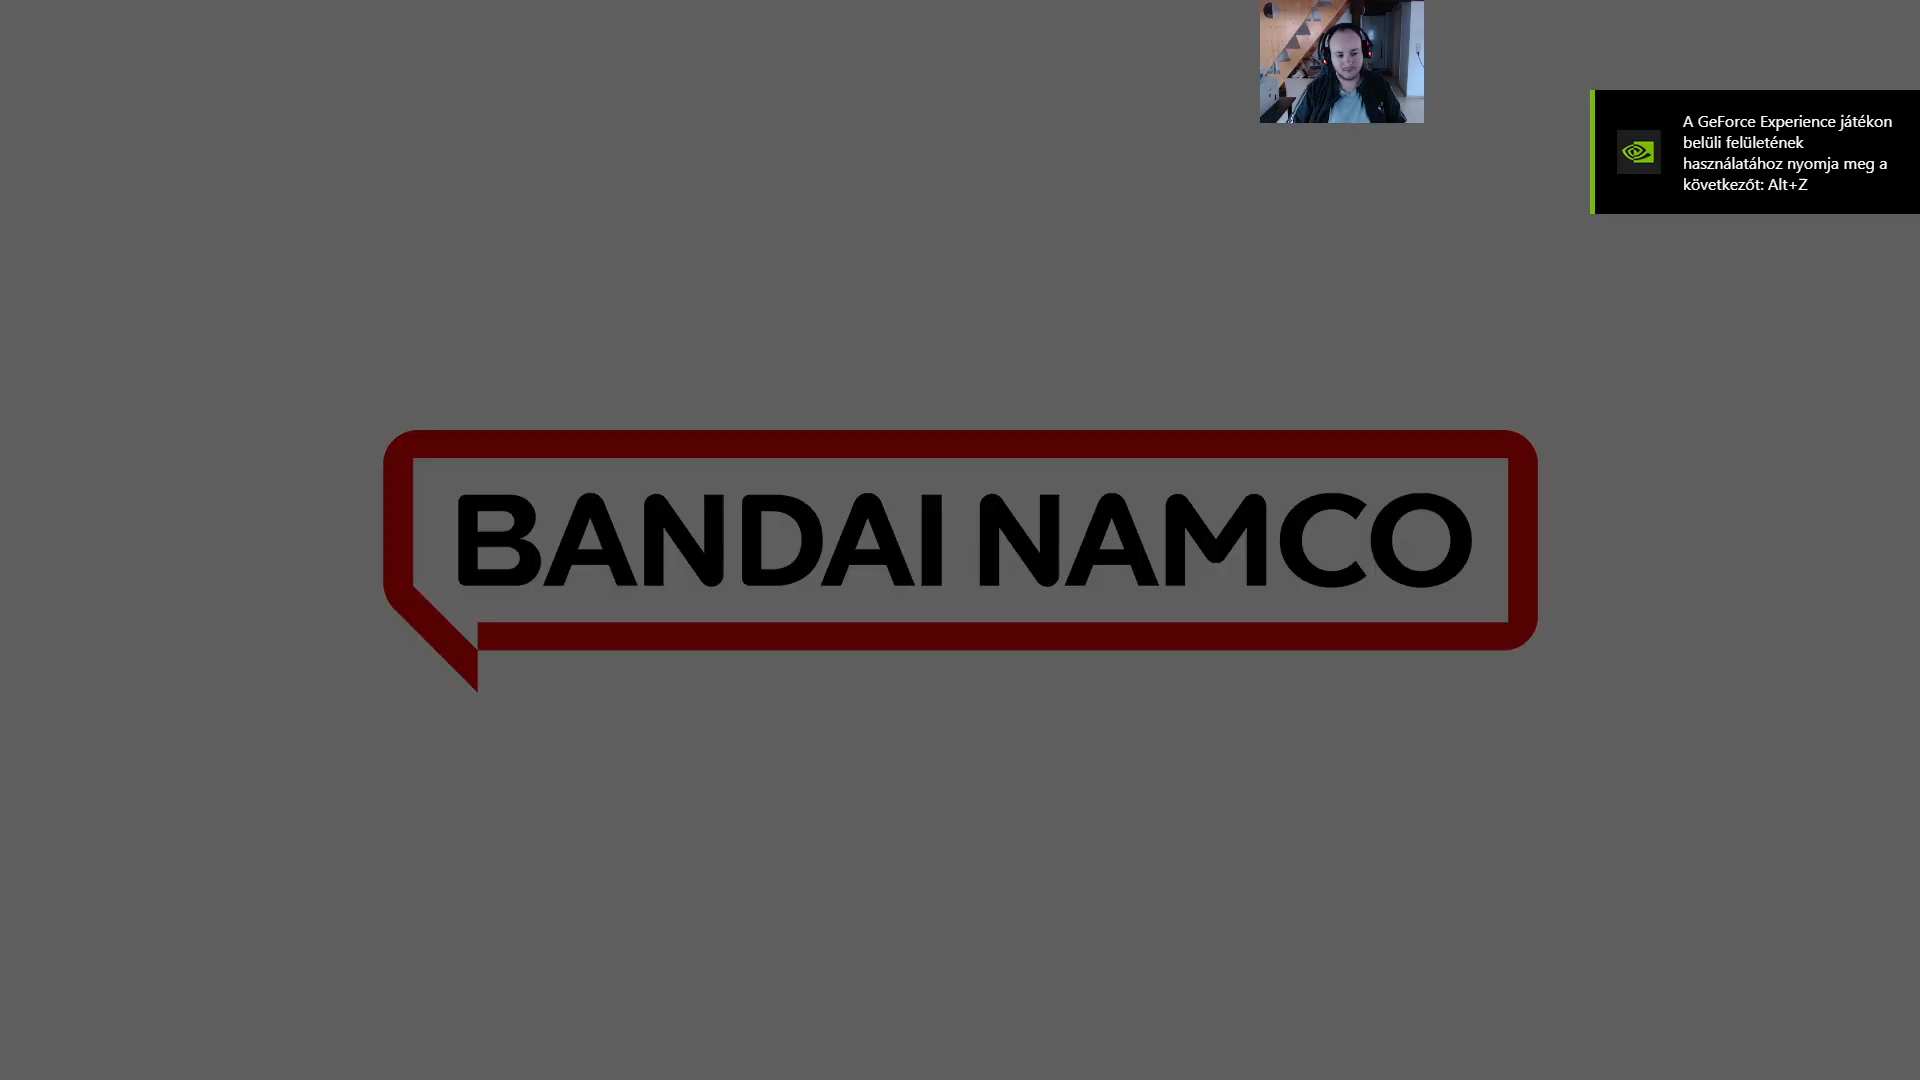 A GeForce Experience játékon
belüli felületének
használatához nyomja meg a
következőt: Alt+Z
BANDAI NAMCO